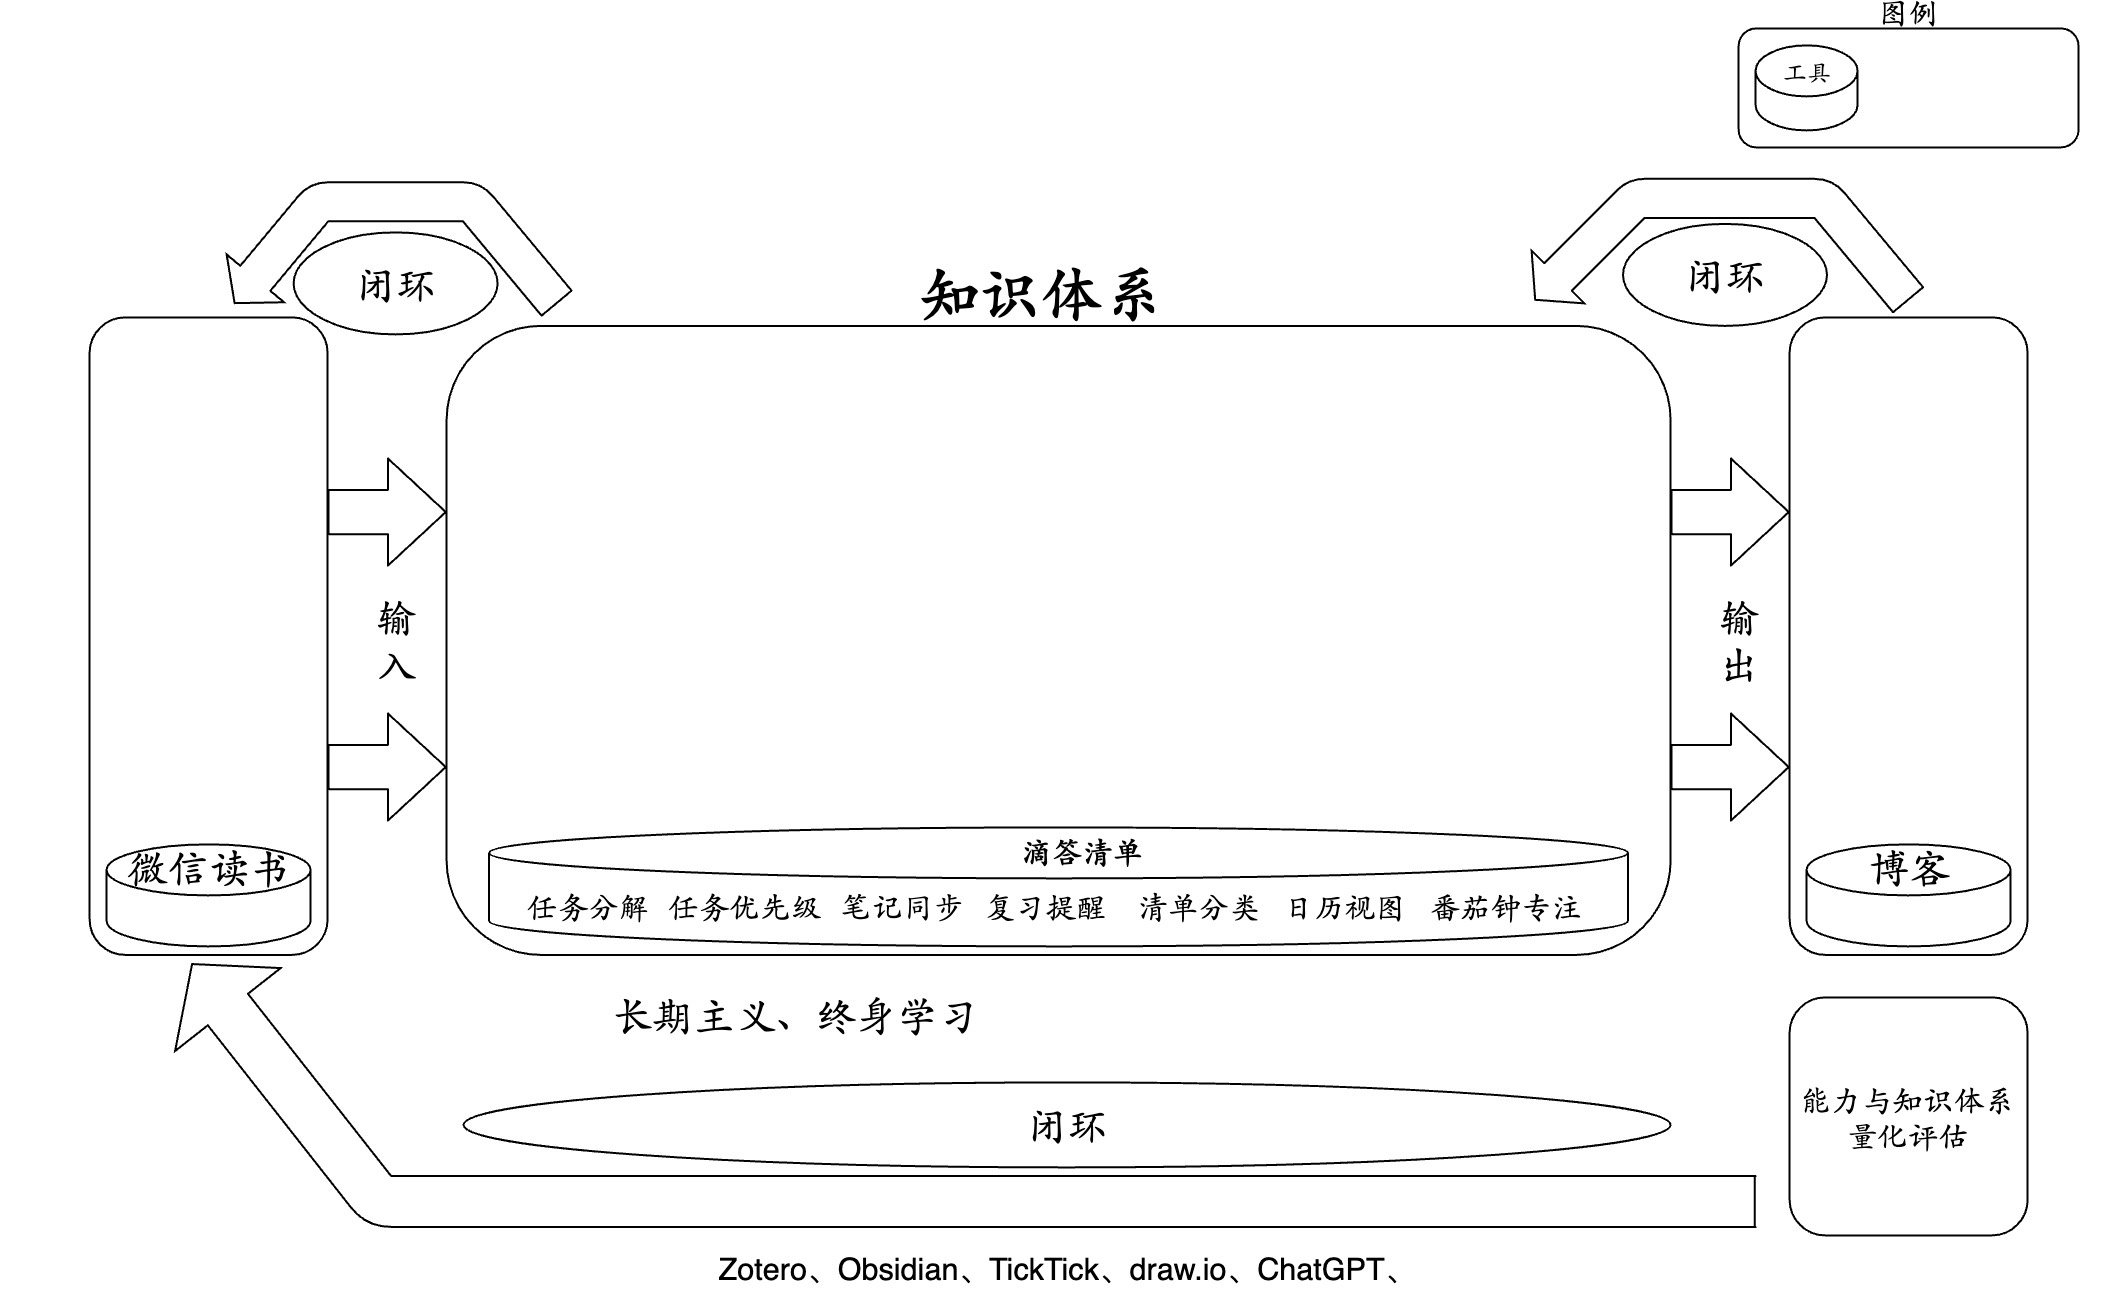 图例
工具
闭环
闭环
知识体系
输
入
输
出
微信读书
滴答清单
任务分解 任务优先级 笔记同步 复习提醒 清单分类 日历视图 番茄钟专注
博客
长期主义、终身学习
能力与知识体系
量化评估
闭环
Zotero、Obsidian、TickTick、draw.io、ChatGPT、